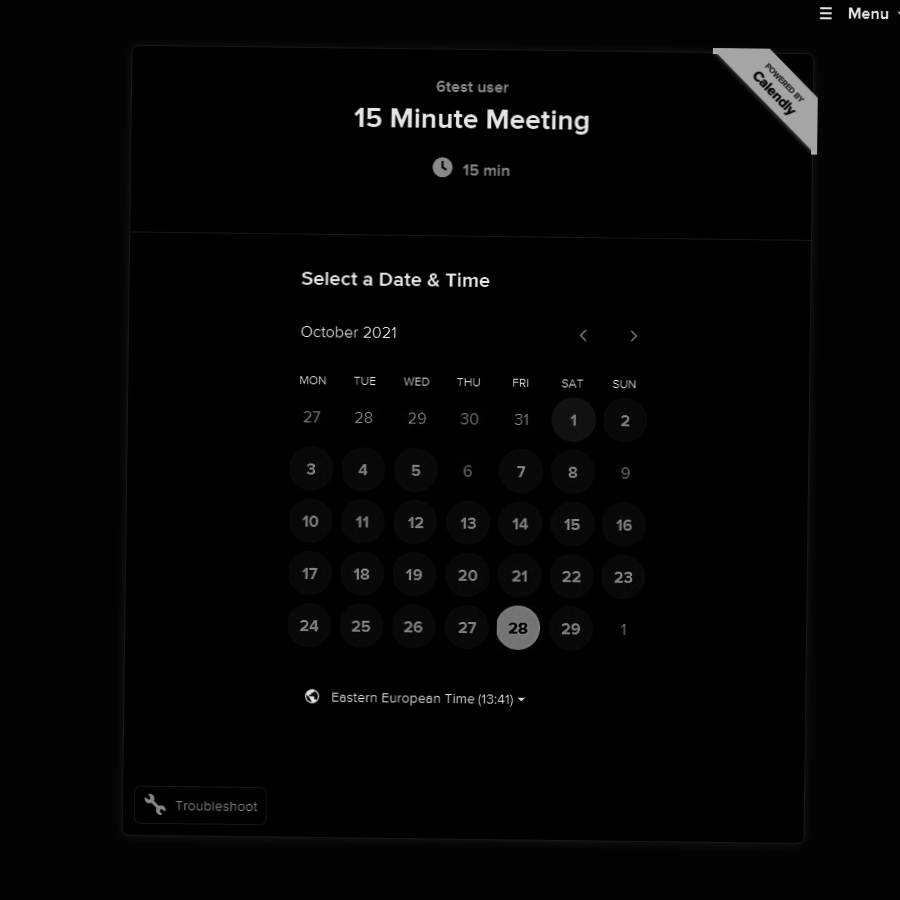 Menu
POWERED BY
Calendly
6test user
15 Minute Meeting
15 min
Select a Date & Time
October 2021
MON TUE WED THU FRI SAT SUN
27 28 29 30 31 1 2
3 4 5 6 7 8 9
10 11 12 13 14 15 16
17 18 19 20 21 22 23
24 25 26 27 28 29 1
Eastern European Time (13:41)
Troubleshoot